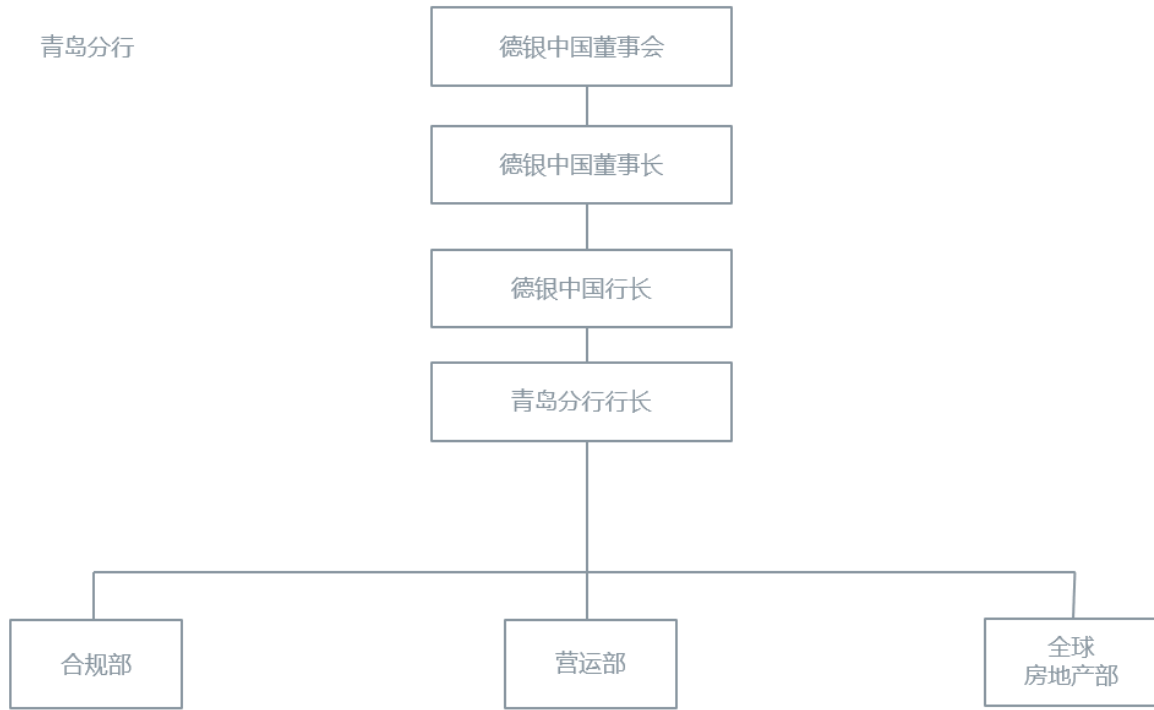 青岛分行
德银中国董事会
德银中国董事长
德银中国行长
青岛分行行长
合规部
营运部
全球
房地产部